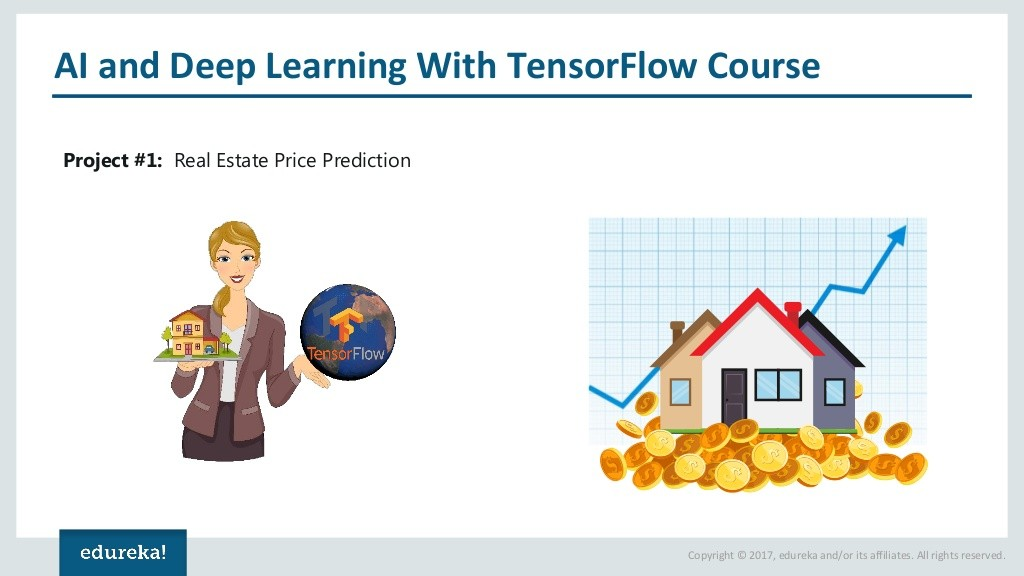 AI and Deep Learning With TensorFlow Course
Project #1: Real Estate Price Prediction
TensorFlow
edureka!
Copyright © 2017, edureka and/or its affiliates. All rights reserved.